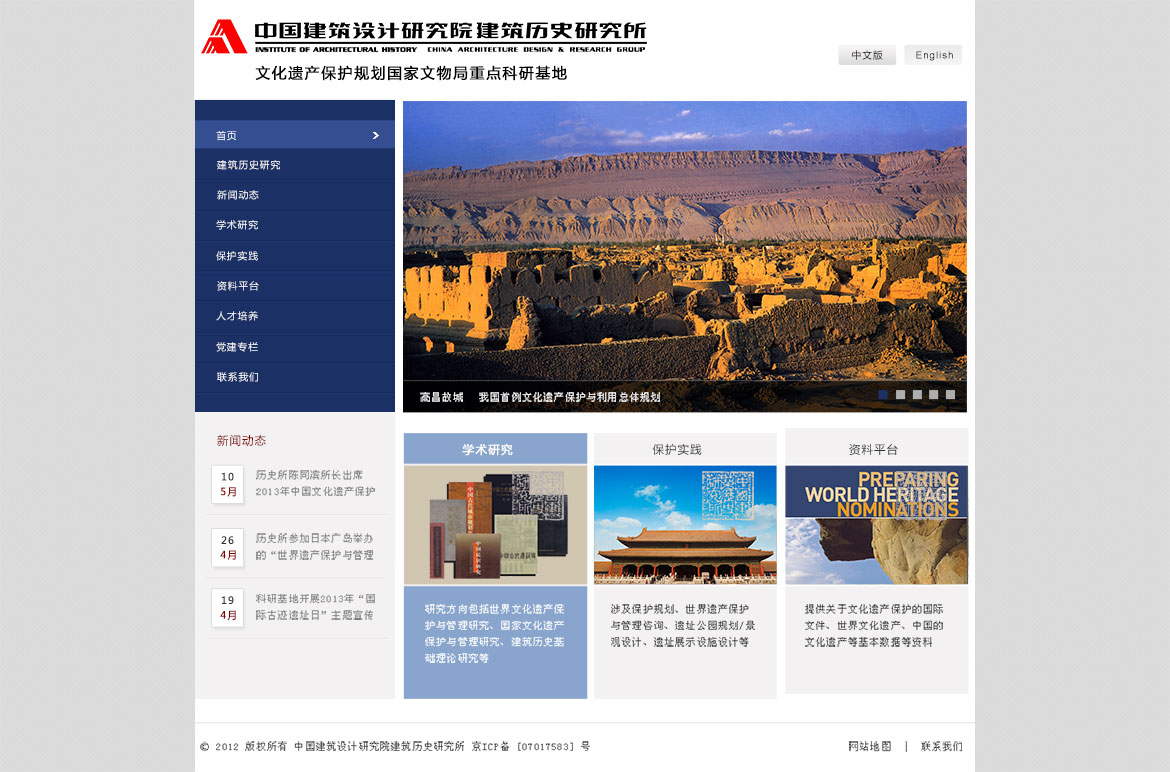 中国建筑设计研究院建筑历史研究所
INSTITUTE OF ARCHITECTURAL HISTORY CHINA ARCHITECTURE DESIGN & RESEARCH GROUP
文化遗产保护规划国家文物局重点科研基地
中文版 English
首页
建筑历史研究
新闻动态
学术研究
保护实践
资料平台
人才培养
党建专栏
联系我们
高昌故城 我国首例文化遗产保护与利用总体规划
新闻动态
10
5月
历史所陈同滨所长出席
2013年中国文化遗产保护
26
4月
历史所参加日本广岛举办
的“世界遗产保护与管理
19
4月
科研基地开展2013年“国
际古迹遗址日”主题宣传
学术研究
研究方向包括世界文化遗产保
护与管理研究、国家文化遗产
保护与管理研究、建筑历史基
础理论研究等
保护实践
涉及保护规划、世界遗产保护
与管理咨询、遗址公园规划/景
观设计、遗址展示设施设计等
资料平台
PREPARING
WORLD HERITAGE
NOMINATIONS
提供关于文化遗产保护的国际
文件、世界文化遗产、中国的
文化遗产等基本数据等资料
© 2012 版权所有 中国建筑设计研究院建筑历史研究所 京ICP备 [07017583] 号
网站地图 | 联系我们